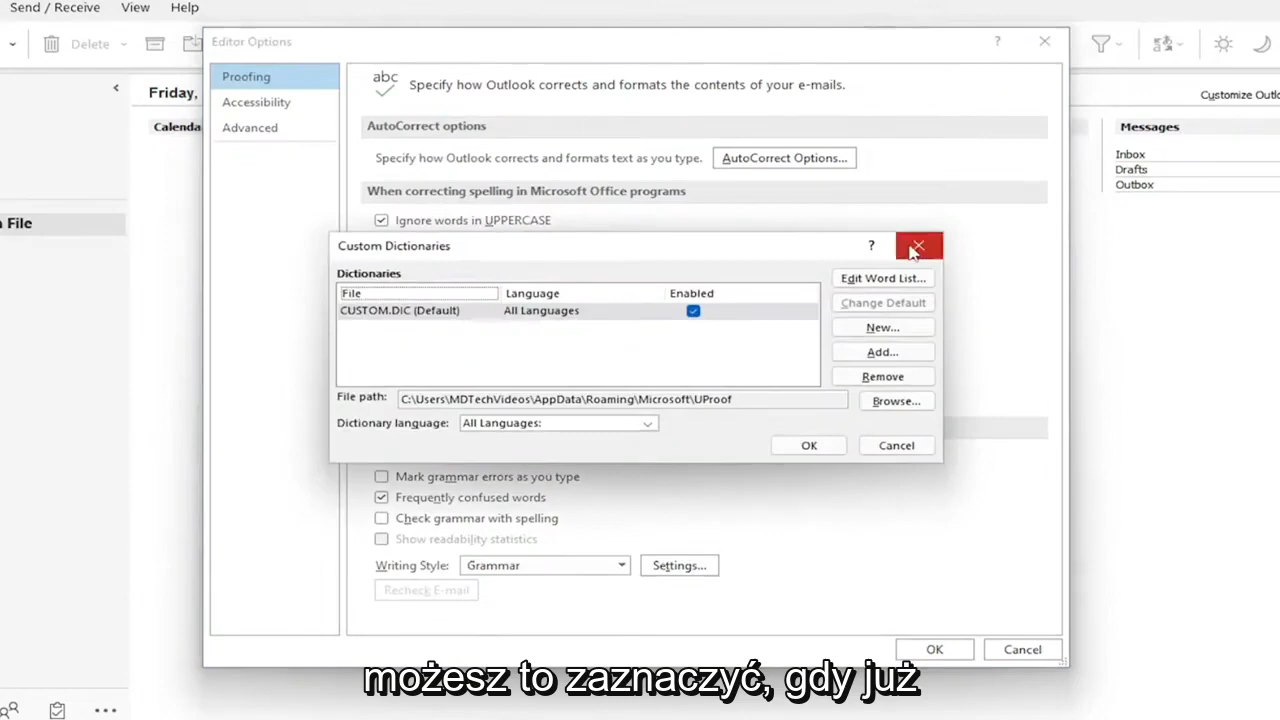 Send / Receive View Help
Delete
Editor Options ?
Proofing
Accessibility
Advanced
abc
Specify how Outlook corrects and formats the contents of your e-mails.
AutoCorrect options
Specify how Outlook corrects and formats text as you type. AutoCorrect Options...
When correcting spelling in Microsoft Office programs
Ignore words in UPPERCASE
Friday,
Calenda
File
Customize Outlo
Messages
Inbox
Drafts
Outbox
Custom Dictionaries ?
Dictionaries
File Language Enabled
CUSTOM.DIC (Default) All Languages
Edit Word List...
Change Default
New...
Add...
Remove
File path: C:\Users\MDTechVideos\AppData\Roaming\Microsoft\UProof Browse...
Dictionary language: All Languages:
OK Cancel
Mark grammar errors as you type
Frequently confused words
Check grammar with spelling
Show readability statistics
Writing Style: Grammar Settings...
Recheck E-mail
OK Cancel
możesz to zaznaczyć, gdy już